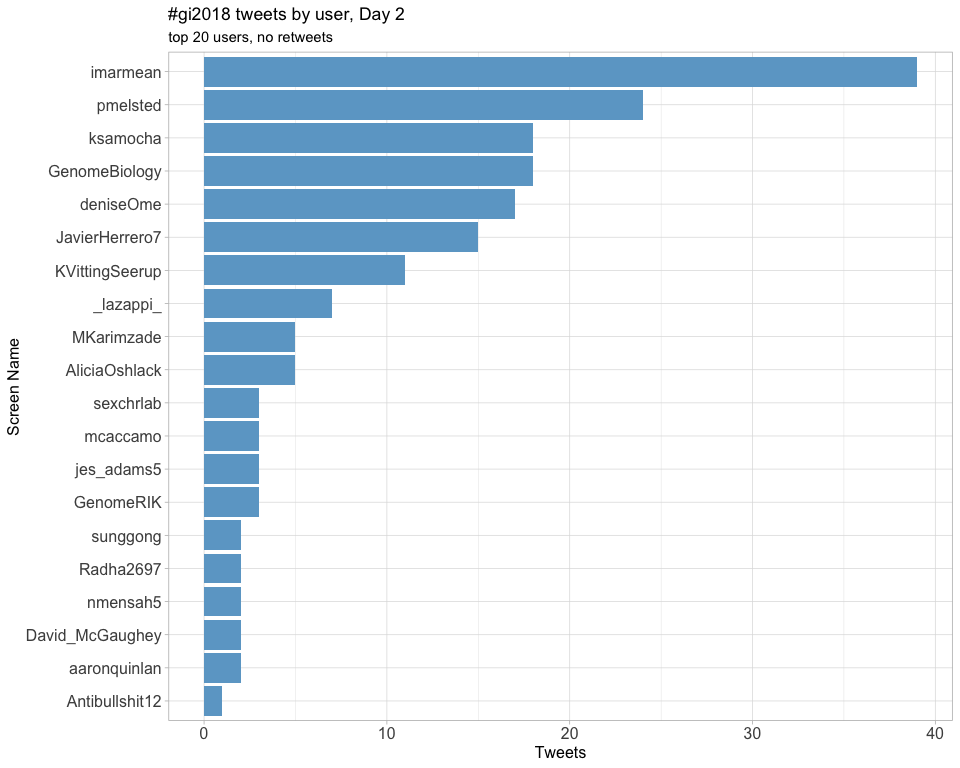 #gi2018 tweets by user, Day 2
top 20 users, no retweets
imarmean
pmelsted
ksamocha
GenomeBiology
deniseOme
JavierHerrero7
KVittingSeerup
_lazappi_
MKarimzade
AliciaOshlack
sexchrlab
mcaccamo
jes_adams5
GenomeRIK
sunggong
Radha2697
nmensah5
David_McGaughey
aaronquinlan
Antibullshit12
Screen Name
0 10 20 30 40
Tweets